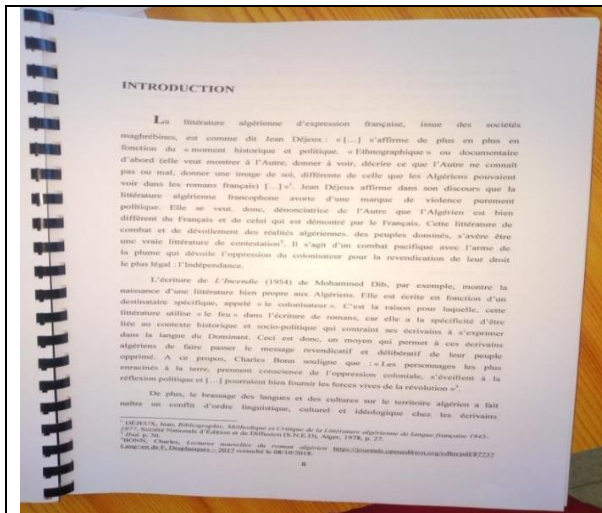 INTRODUCTION
La littérature algérienne d'expression française, issue des sociétés
maghrébines, est comme dit Jean Déjeux : « […] s'affirme de plus en plus en
fonction du « moment historique et politique. « Ethnographique » ou documentaire
d'abord (elle veut montrer à l'Autre, donner à voir, décrire ce que l'Autre ne connaît
pas ou mal, donner une image de soi, différente de celle que les Algériens pouvaient
voir dans les romans français) […] »¹. Jean Déjeux affirme dans son discours que la
littérature algérienne francophone avorte d'une marque de violence purement
politique. Elle se veut, donc, dénonciatrice de l'Autre que l'Algérien est bien
différent du Français et de celui qui est démontré par le Français. Cette littérature de
combat et de dévoilement des réalités algériennes, des peuples dominés, s'avère être
une vraie littérature de contestation². Il s'agit d'un combat pacifique avec l'arme de
la plume qui dévoile l'oppression du colonisateur pour la revendication de leur droit
le plus légal : l'Indépendance.
L'écriture de L'Incendie (1954) de Mohammed Dib, par exemple, montre la
naissance d'une littérature bien propre aux Algériens. Elle est écrite en fonction d'un
destinataire spécifique, appelé « le colonisateur ». C'est la raison pour laquelle, cette
littérature utilise « le feu » dans l'écriture de romans, car elle a la spécificité d'être
liée au contexte historique et socio-politique qui contraint ses écrivains à s'exprimer
dans la langue du Dominant. Ceci est donc, un moyen qui permet à ces écrivains
algériens de faire passer le message revendicatif et délibératif de leur peuple
opprimé. A ce propos, Charles Bonn souligne que : « Les personnages les plus
enracinés à la terre, prennent conscience de l'oppression coloniale, s'éveillent à la
réflexion politique et […] pourraient bien fournir les forces vives de la révolution »³.
De plus, le brassage des langues et des cultures sur le territoire algérien a fait
naître un conflit d'ordre linguistique, culturel et idéologique chez les écrivains
¹ DÉJEUX, Jean, Bibliographie, Méthodique et Critique de la Littérature algérienne de langue française 1945-
1977, Société Nationale d'Édition et de Diffusion (S.N.E.D), Alger, 1978, p. 27.
² Ibid. p. 30.
³ BONN, Charles, Lectures nouvelles du roman algérien
consulté le 08/10/2018.
8